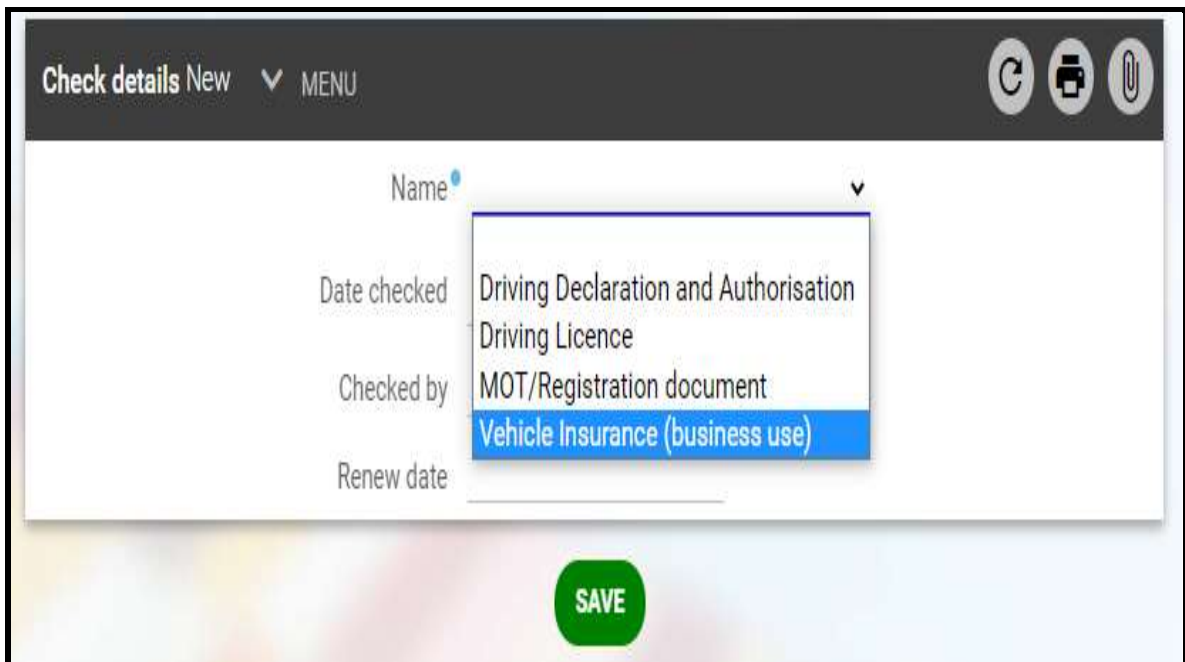 Check details New MENU
Name
Date checked
Driving Declaration and Authorisation
Driving Licence
Checked by
MOT/Registration document
Vehicle Insurance (business use)
Renew date
SAVE